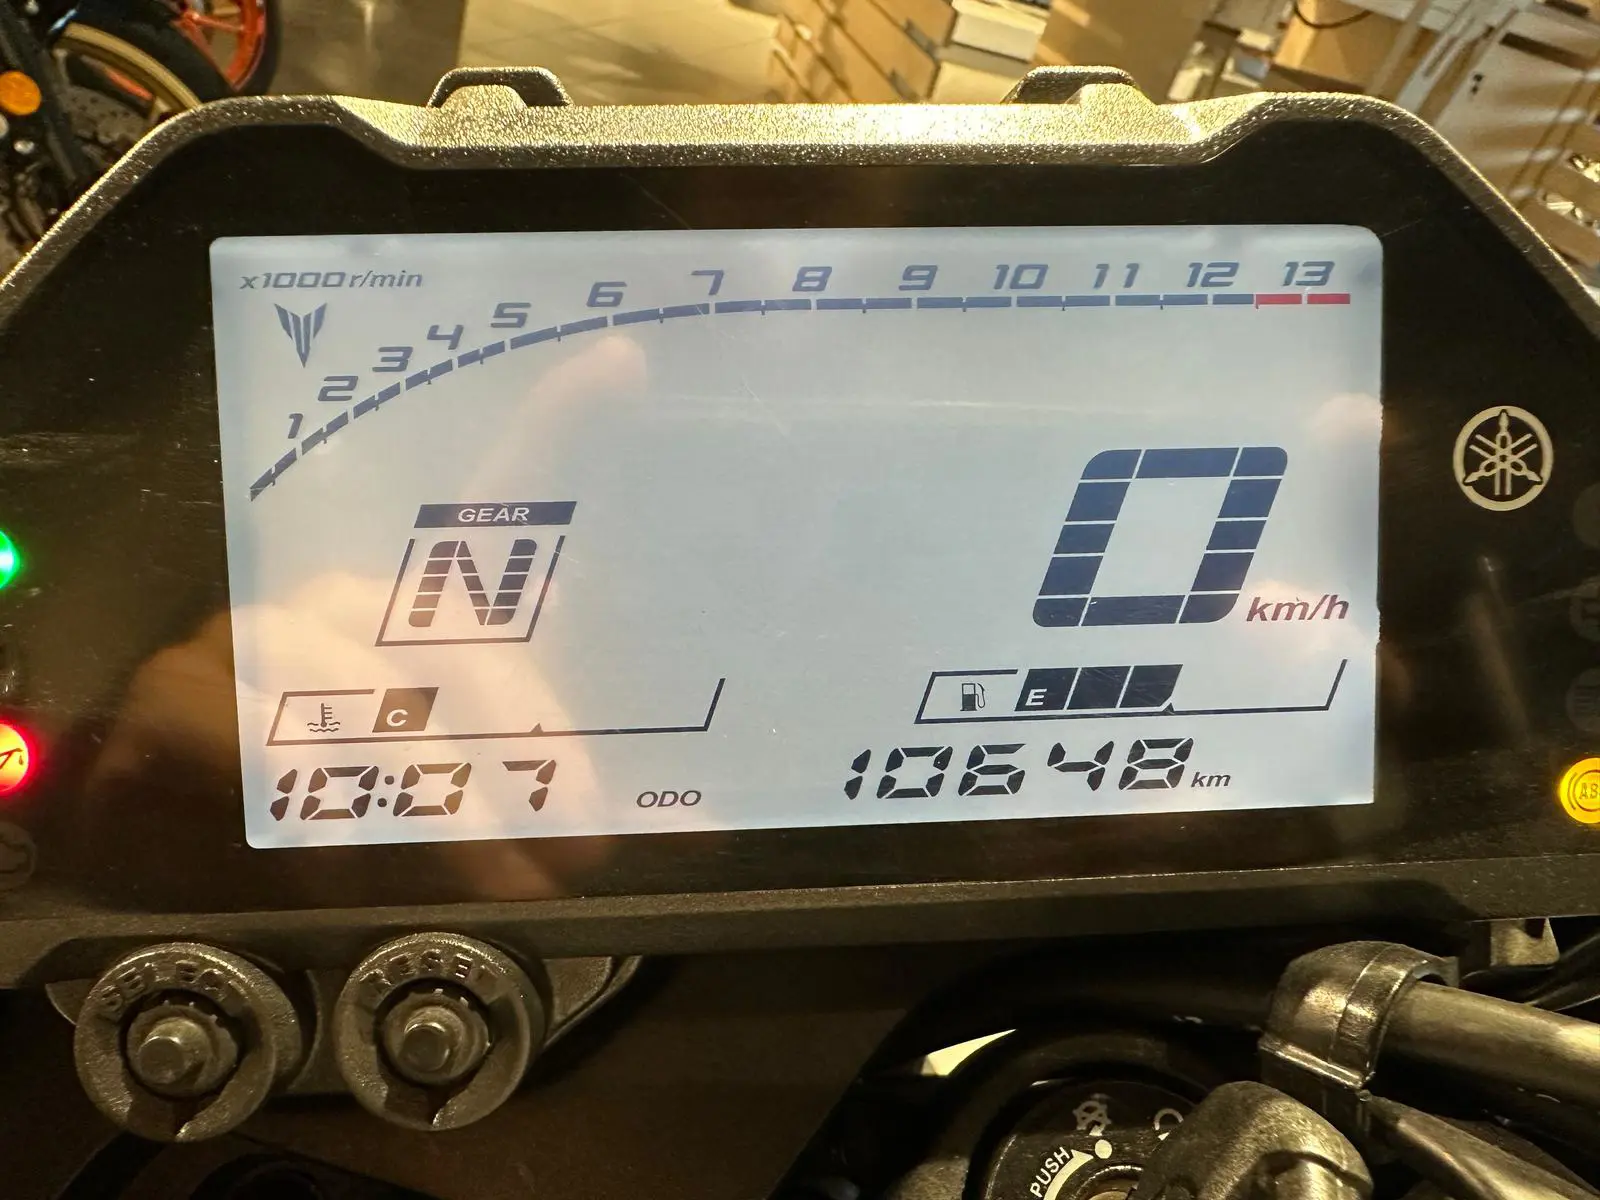 x1000r/min
1 2 3 4 5 6 7 8 9 10 11 12 13
GEAR
N
0 km/h
C
E
10:07 ODO 10648 km
SELECT RESET
PUSH